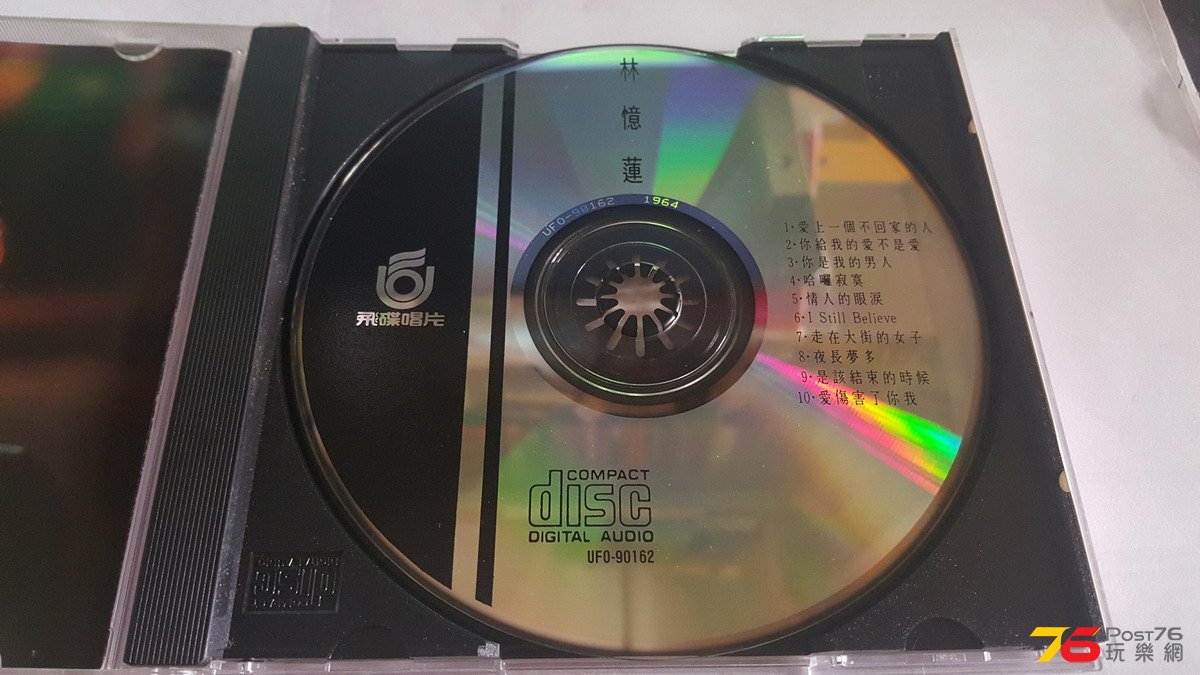 林憶蓮
UFO-90162 1964
飛碟唱片
1·愛上一個不回家的人
2·你給我的愛不是愛
3·你是我的男人
4·哈囉寂寞
5·情人的眼淚
6·I Still Believe
7·走在大街的女子
8·夜長夢多
9·是該結束的時候
10·愛傷害了你我
COMPACT
disc
DIGITAL AUDIO
UFO-90162
76 POST76
玩樂網